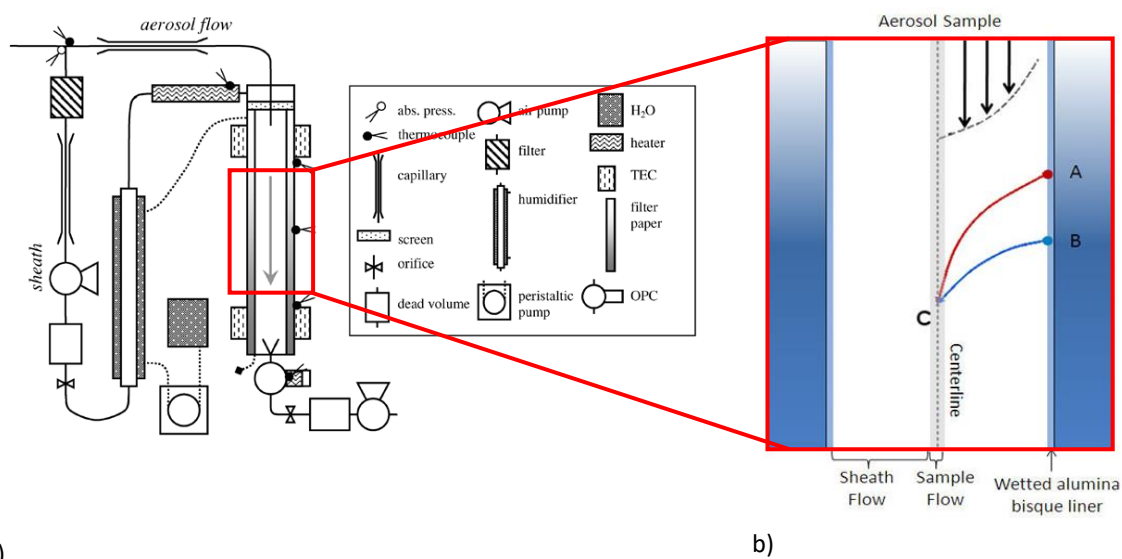 aerosol flow
sheath
abs. press.
thermocouple
capillary
screen
orifice
dead volume
air pump
filter
humidifier
peristaltic
pump
H₂O
heater
TEC
filter
paper
OPC
)
Aerosol Sample
A
B
C
Centerline
Sheath
Flow
Sample
Flow
Wetted alumina
bisque liner
b)